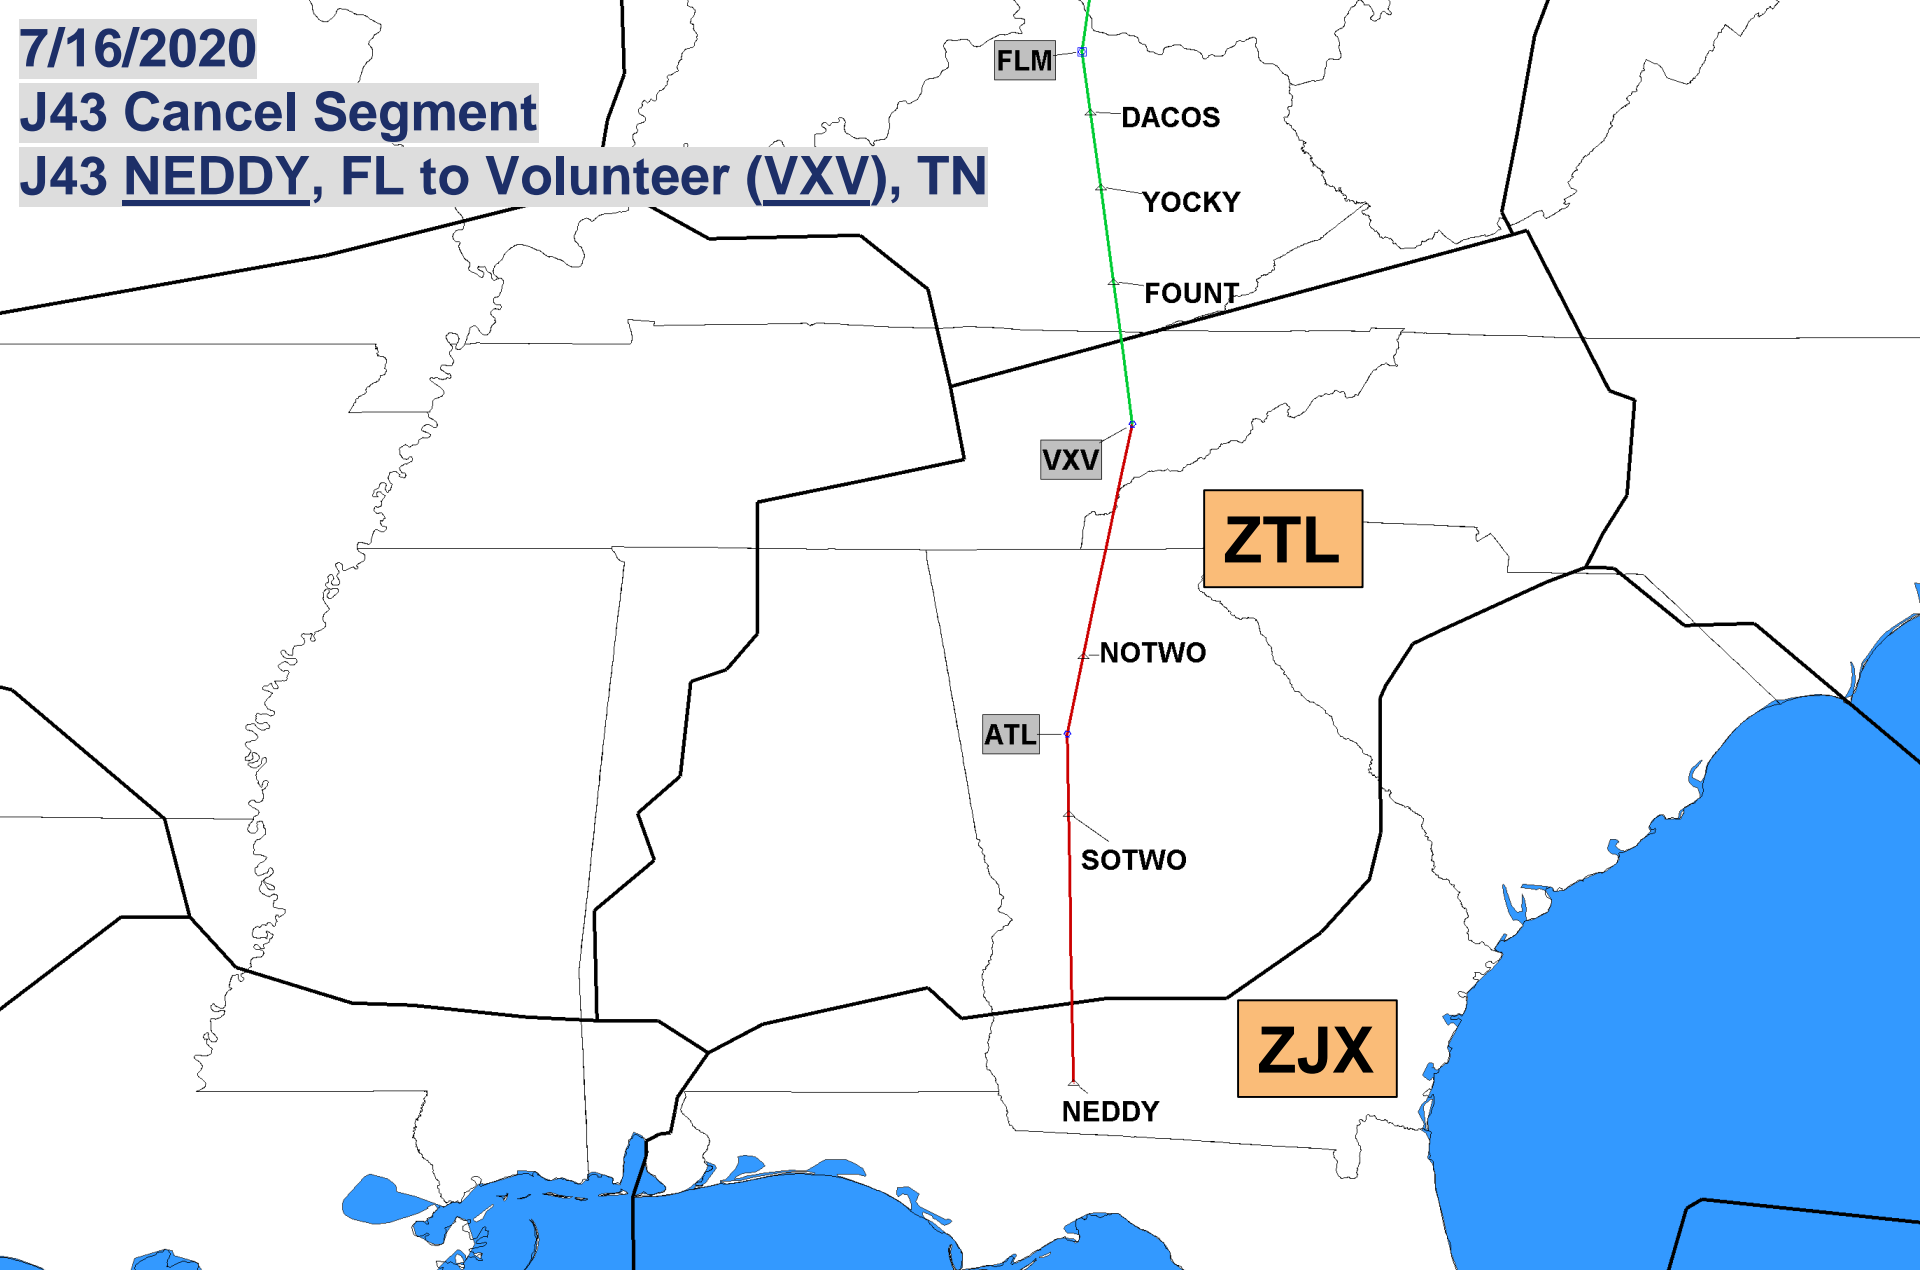 7/16/2020
J43 Cancel Segment
J43 NEDDY, FL to Volunteer (VXV), TN
FLM
DACOS
YOCKY
FOUNT
VXV
ZTL
NOTWO
ATL
SOTWO
ZJX
NEDDY